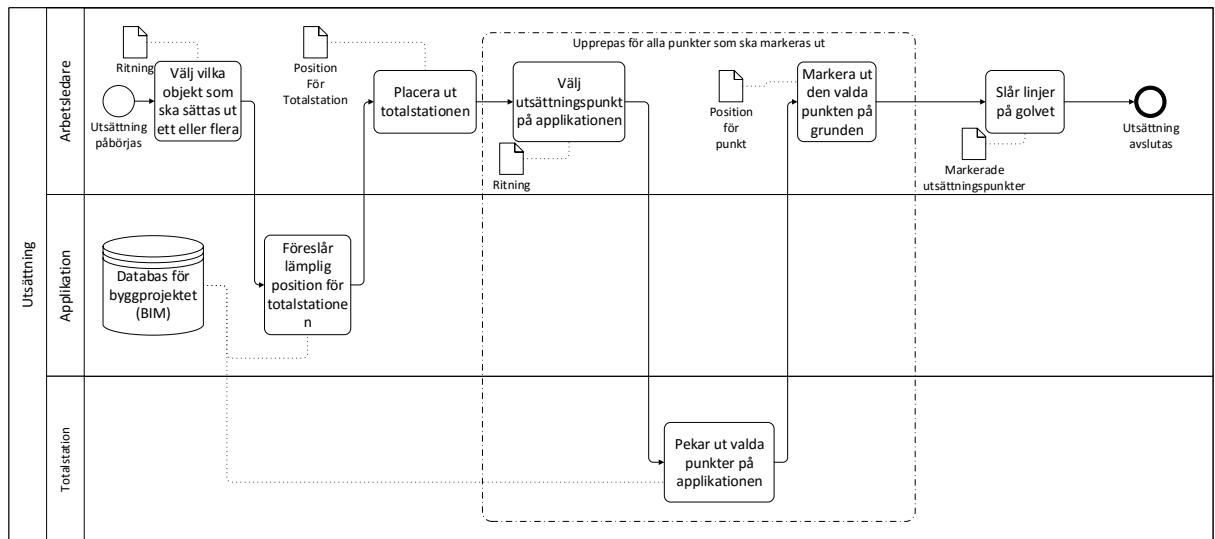 Utsättning
Arbetsledare
Ritning
Utsättning
påbörjas
Välj vilka
objekt som
ska sättas ut
ett eller flera
Position
För
Totalstation
Placera ut
totalstationen
Upprepas för alla punkter som ska markeras ut
Välj
utsättningspunkt
på applikationen
Ritning
Position
för
punkt
Markera ut
den valda
punkten på
grunden
Slår linjer
på golvet
Markerade
utsättningspunkter
Utsättning
avslutas
Applikation
Databas för
byggprojektet
(BIM)
Föreslår
lämplig
position för
totalstatione
n
Totalstation
Pekar ut valda
punkter på
applikationen